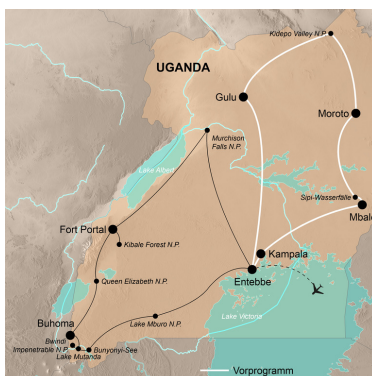 Kidepo Valley N.P.
UGANDA
Gulu
Moroto
Murchison
Falls N.P.
Lake Albert
Sipi-Wasserfälle
Mbale
Fort Portal
Kibale Forest N.P.
Kampala
Entebbe
Queen Elizabeth N.P.
Lake Mburo N.P.
Lake Victoria
Buhoma
Bwindi
Impenetrable N.P.
Bunyonyi-See
Lake Mutanda
Vorprogramm